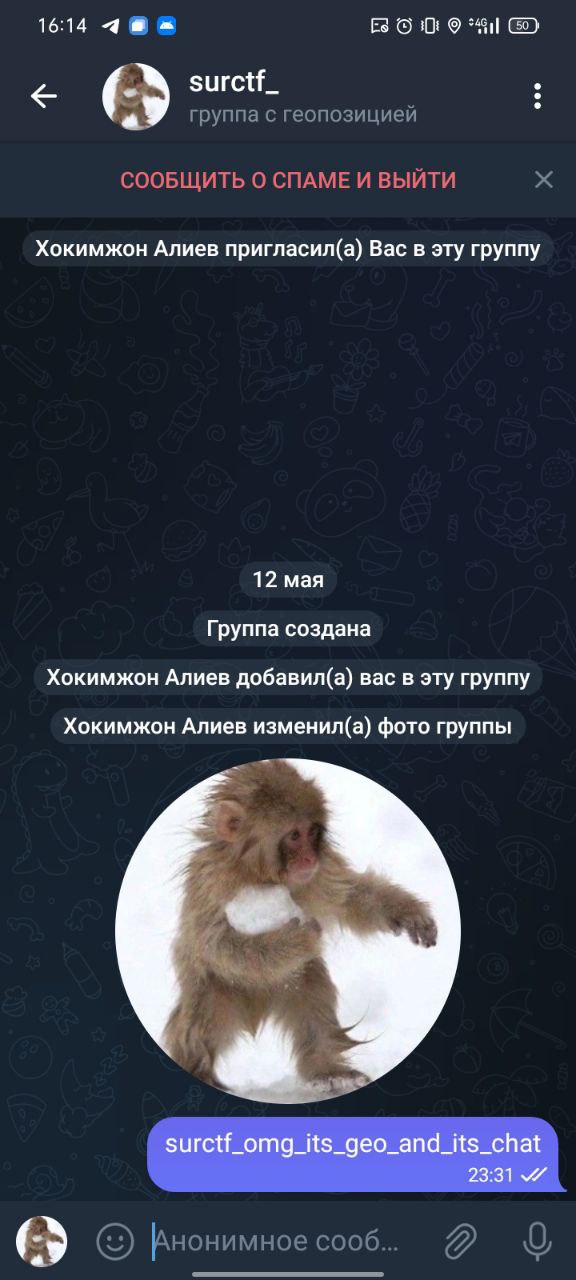 16:14
4G
50
surctf_
группа с геопозицией
СООБЩИТЬ О СПАМЕ И ВЫЙТИ
Хокимжон Алиев пригласил(а) Вас в эту группу
12 мая
Группа создана
Хокимжон Алиев добавил(а) вас в эту группу
Хокимжон Алиев изменил(а) фото группы
surctf_omg_its_geo_and_its_chat
23:31
Анонимное сооб...